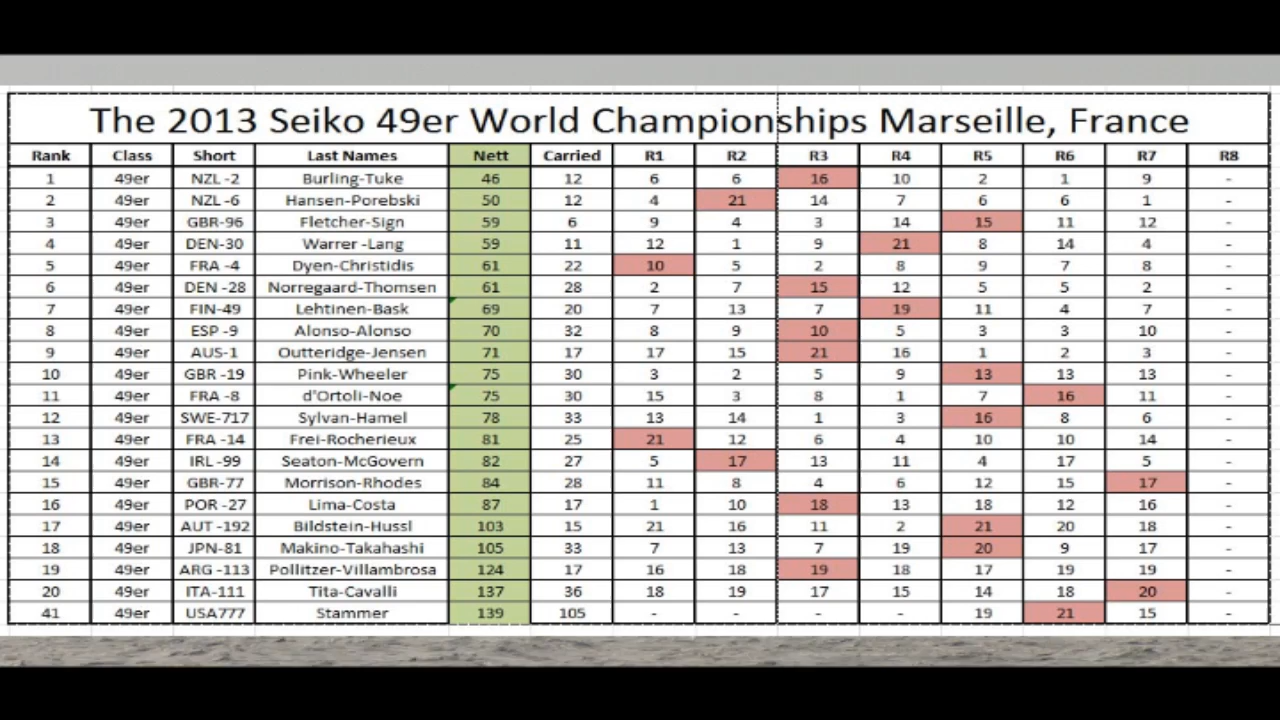 The 2013 Seiko 49er World Championships Marseille, France
Rank Class Short Last Names Nett Carried R1 R2 R3 R4 R5 R6 R7 R8
1 49er NZL -2 Burling-Tuke 46 12 6 6 16 10 2 1 9 -
2 49er NZL -6 Hansen-Porebski 50 12 4 21 14 7 6 6 1 -
3 49er GBR-96 Fletcher-Sign 59 6 9 4 3 14 15 11 12 -
4 49er DEN-30 Warrer -Lang 59 11 12 1 9 21 8 14 4 -
5 49er FRA -4 Dyen-Christidis 61 22 10 5 2 8 9 7 8 -
6 49er DEN -28 Norregaard-Thomsen 61 28 2 7 15 12 5 5 2 -
7 49er FIN-49 Lehtinen-Bask 69 20 7 13 7 19 11 4 7 -
8 49er ESP -9 Alonso-Alonso 70 32 8 9 10 5 3 3 10 -
9 49er AUS-1 Outteridge-Jensen 71 17 17 15 21 16 1 2 3 -
10 49er GBR -19 Pink-Wheeler 75 30 3 2 5 9 13 13 13 -
11 49er FRA -8 d'Ortoli-Noe 75 30 15 3 8 1 7 16 11 -
12 49er SWE-717 Sylvan-Hamel 78 33 13 14 1 3 16 8 6 -
13 49er FRA -14 Frei-Rocherieux 81 25 21 12 6 4 10 10 14 -
14 49er IRL -99 Seaton-McGovern 82 27 5 17 13 11 4 17 5 -
15 49er GBR-77 Morrison-Rhodes 84 28 11 8 4 6 12 15 17 -
16 49er POR -27 Lima-Costa 87 17 1 10 18 13 18 12 16 -
17 49er AUT -192 Bildstein-Hussl 103 15 21 16 11 2 21 20 18 -
18 49er JPN-81 Makino-Takahashi 105 33 7 13 7 19 20 9 17 -
19 49er ARG -113 Pollitzer-Villambrosa 124 17 16 18 19 18 17 19 19 -
20 49er ITA-111 Tita-Cavalli 137 36 18 19 17 15 14 18 20 -
41 49er USA777 Stammer 139 105 - - - - 19 21 15 -